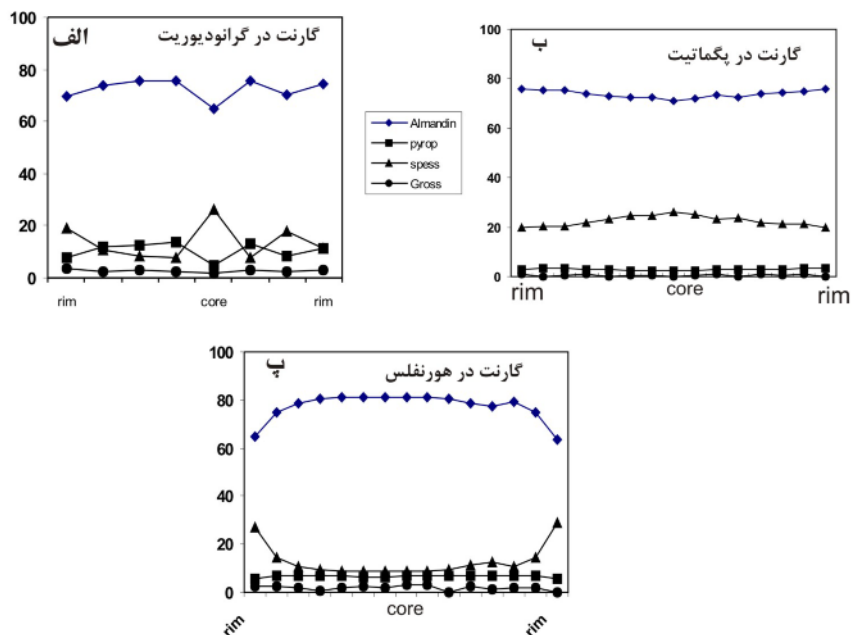 الف
گارنت در گرانودیوریت
100
80
60
40
20
0
rim
core
rim
Almandin
pyrop
spess
Gross
ب
گارنت در پگماتیت
100
80
60
40
20
0
rim
core
rim
پ
گارنت در هورنفلس
100
80
60
40
20
0
rim
core
rim